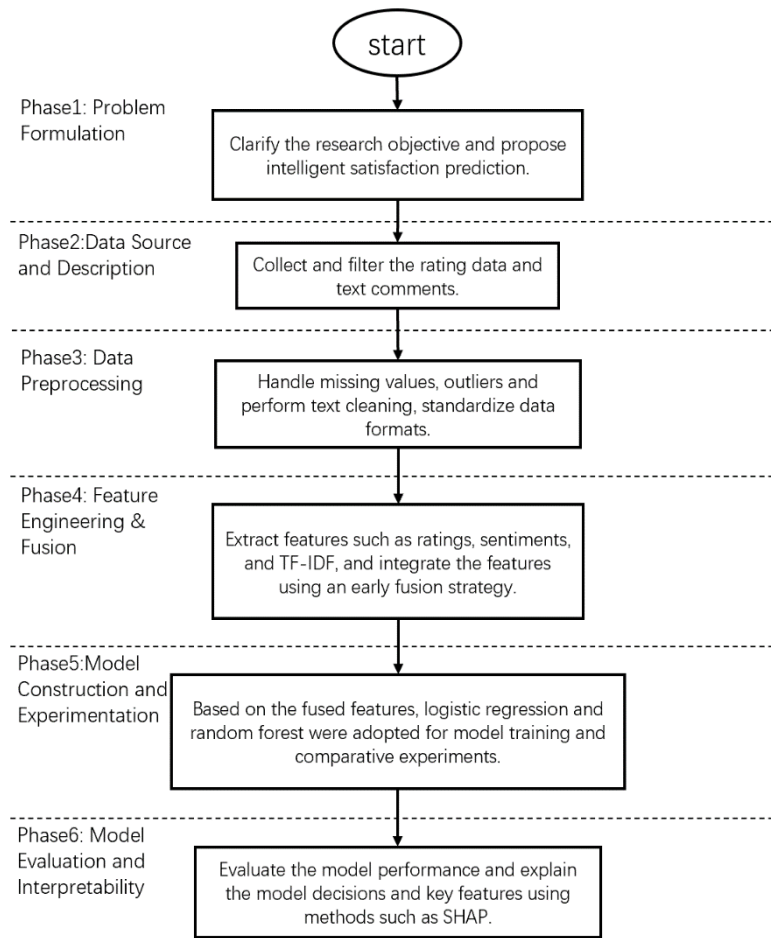 start
Phase1: Problem
Formulation
Clarify the research objective and propose
intelligent satisfaction prediction.
Phase2:Data Source
and Description
Collect and filter the rating data and
text comments.
Phase3: Data
Preprocessing
Handle missing values, outliers and
perform text cleaning, standardize data
formats.
Phase4: Feature
Engineering &
Fusion
Extract features such as ratings, sentiments,
and TF-IDF, and integrate the features
using an early fusion strategy.
Phase5:Model
Construction and
Experimentation
Based on the fused features, logistic regression and
random forest were adopted for model training and
comparative experiments.
Phase6: Model
Evaluation and
Interpretability
Evaluate the model performance and explain
the model decisions and key features using
methods such as SHAP.